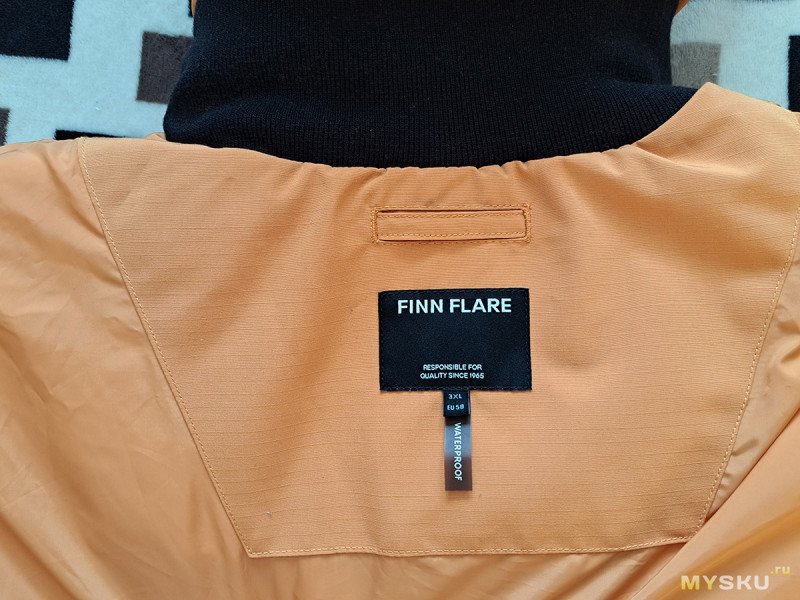 FINN FLARE
RESPONSIBLE FOR
QUALITY SINCE 1965
3XL
EU 58
WATERPROOF
MYSKU.ru